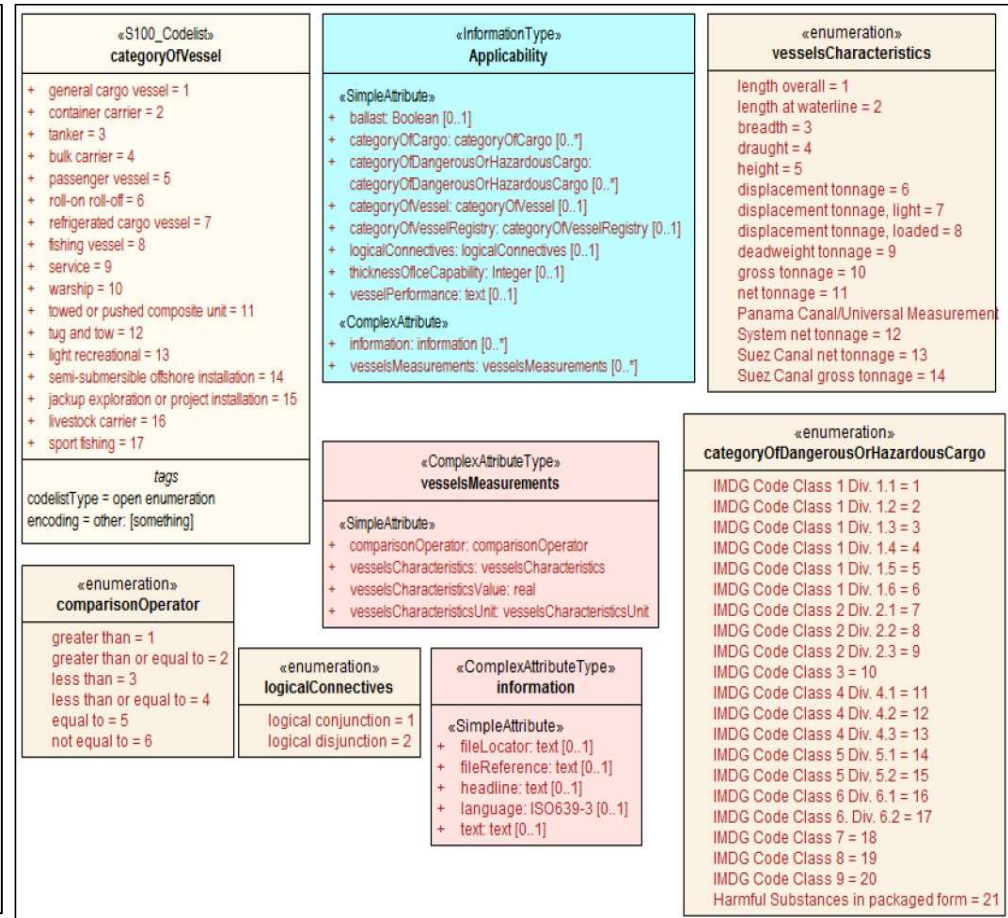 «S100_Codelist»
categoryOfVessel
+ general cargo vessel = 1
+ container carrier = 2
+ tanker = 3
+ bulk carrier = 4
+ passenger vessel = 5
+ roll-on roll-off = 6
+ refrigerated cargo vessel = 7
+ fishing vessel = 8
+ service = 9
+ warship = 10
+ towed or pushed composite unit = 11
+ tug and tow = 12
+ light recreational = 13
+ semi-submersible offshore installation = 14
+ jackup exploration or project installation = 15
+ livestock carrier = 16
+ sport fishing = 17
tags
codelistType = open enumeration
encoding = other: [something]
«InformationType»
Applicability
«SimpleAttribute»
+ ballast: Boolean [0..1]
+ categoryOfCargo: categoryOfCargo [0..*]
+ categoryOfDangerousOrHazardousCargo:
categoryOfDangerousOrHazardousCargo [0..*]
+ categoryOfVessel: categoryOfVessel [0..1]
+ categoryOfVesselRegistry: categoryOfVesselRegistry [0..1]
+ logicalConnectives: logicalConnectives [0..1]
+ thicknessOfIceCapability: Integer [0..1]
+ vesselPerformance: text [0..1]
«ComplexAttribute»
+ information: information [0..*]
+ vesselsMeasurements: vesselsMeasurements [0..*]
«enumeration»
vesselsCharacteristics
length overall = 1
length at waterline = 2
breadth = 3
draught = 4
height = 5
displacement tonnage = 6
displacement tonnage, light = 7
displacement tonnage, loaded = 8
deadweight tonnage = 9
gross tonnage = 10
net tonnage = 11
Panama Canal/Universal Measurement
System net tonnage = 12
Suez Canal net tonnage = 13
Suez Canal gross tonnage = 14
«ComplexAttributeType»
vesselsMeasurements
«SimpleAttribute»
+ comparisonOperator: comparisonOperator
+ vesselsCharacteristics: vesselsCharacteristics
+ vesselsCharacteristicsValue: real
+ vesselsCharacteristicsUnit: vesselsCharacteristicsUnit
«enumeration»
categoryOfDangerousOrHazardousCargo
IMDG Code Class 1 Div. 1.1 = 1
IMDG Code Class 1 Div. 1.2 = 2
IMDG Code Class 1 Div. 1.3 = 3
IMDG Code Class 1 Div. 1.4 = 4
IMDG Code Class 1 Div. 1.5 = 5
IMDG Code Class 1 Div. 1.6 = 6
IMDG Code Class 2 Div. 2.1 = 7
IMDG Code Class 2 Div. 2.2 = 8
IMDG Code Class 2 Div. 2.3 = 9
IMDG Code Class 3 = 10
IMDG Code Class 4 Div. 4.1 = 11
IMDG Code Class 4 Div. 4.2 = 12
IMDG Code Class 4 Div. 4.3 = 13
IMDG Code Class 5 Div. 5.1 = 14
IMDG Code Class 5 Div. 5.2 = 15
IMDG Code Class 6 Div. 6.1 = 16
IMDG Code Class 6. Div. 6.2 = 17
IMDG Code Class 7 = 18
IMDG Code Class 8 = 19
IMDG Code Class 9 = 20
Harmful Substances in packaged form = 21
«enumeration»
comparisonOperator
greater than = 1
greater than or equal to = 2
less than = 3
less than or equal to = 4
equal to = 5
not equal to = 6
«enumeration»
logicalConnectives
logical conjunction = 1
logical disjunction = 2
«ComplexAttributeType»
information
«SimpleAttribute»
+ fileLocator: text [0..1]
+ fileReference: text [0..1]
+ headline: text [0..1]
+ language: ISO639-3 [0..1]
+ text: text [0..1]